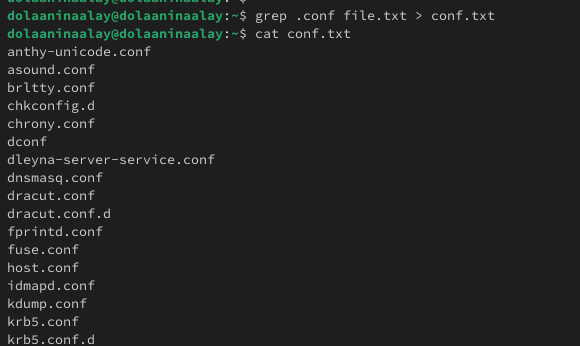 dolaaninaalay@dolaaninaalay:~$ grep .conf file.txt > conf.txt
dolaaninaalay@dolaaninaalay:~$ cat conf.txt
anthy-unicode.conf
asound.conf
brltty.conf
chkconfig.d
chrony.conf
dconf
dleyna-server-service.conf
dnsmasq.conf
dracut.conf
dracut.conf.d
fprintd.conf
fuse.conf
host.conf
idmapd.conf
kdump.conf
krb5.conf
krb5.conf.d